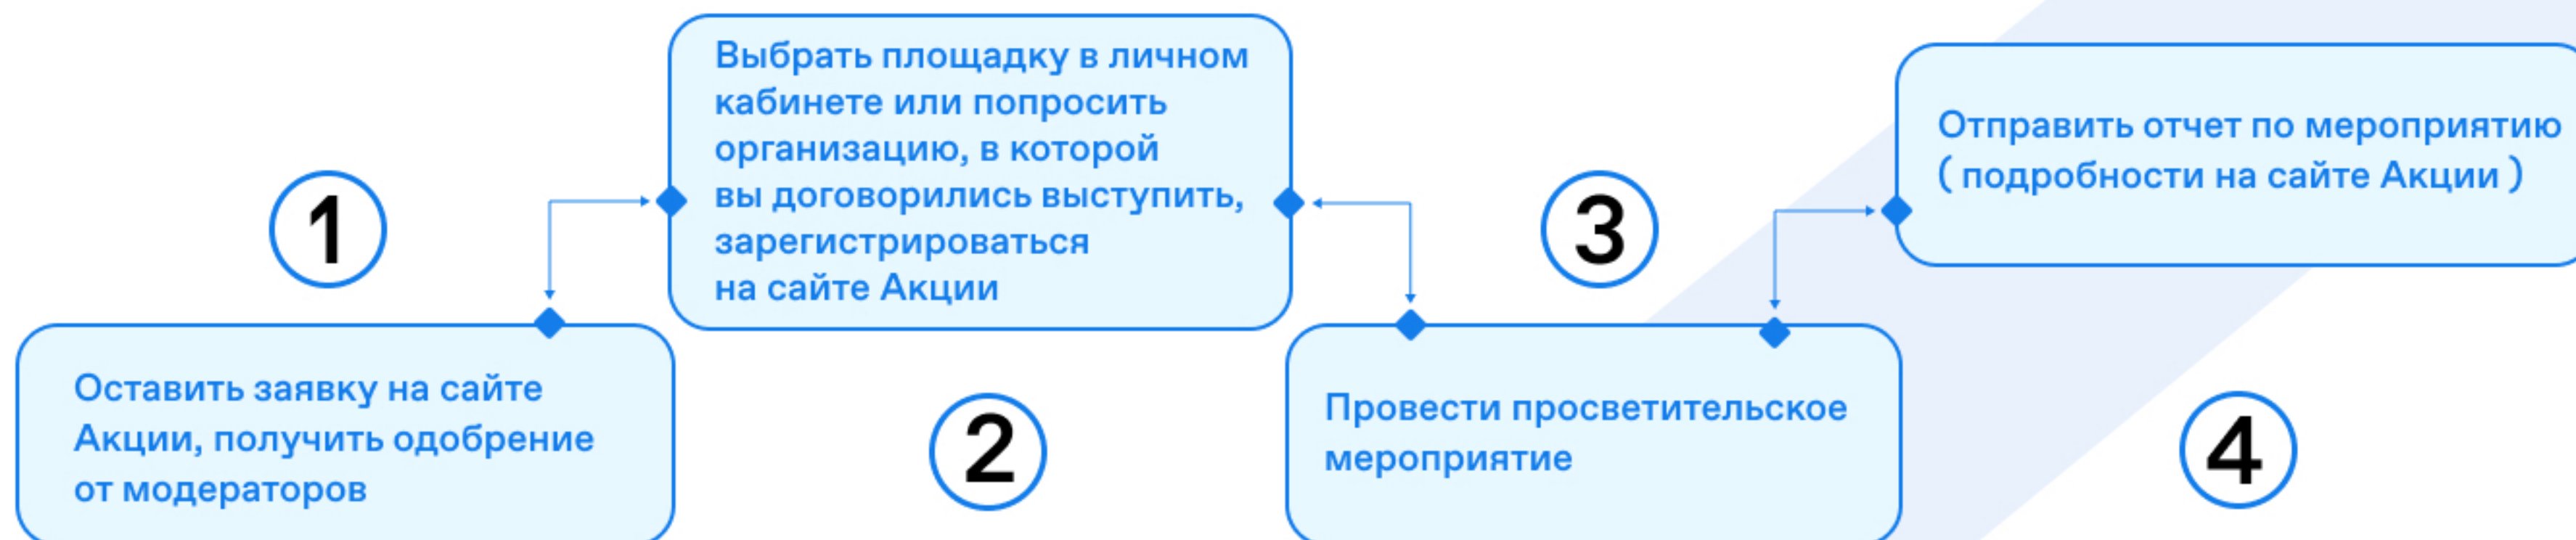 1
Оставить заявку на сайте
Акции, получить одобрение
от модераторов
Выбрать площадку в личном
кабинете или попросить
организацию, в которой
вы договорились выступить,
зарегистрироваться
на сайте Акции
2
3
Провести просветительское
мероприятие
Отправить отчет по мероприятию
( подробности на сайте Акции )
4